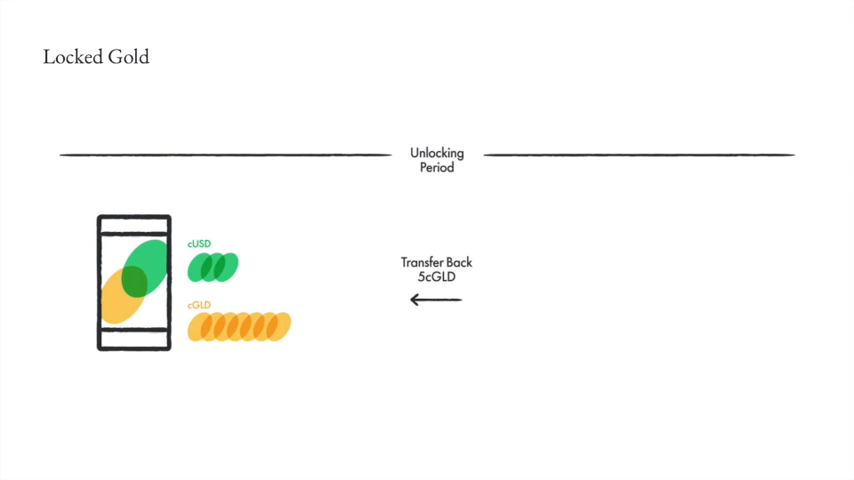 Locked Gold
Unlocking
Period
cUSD
cGLD
Transfer Back
5cGLD